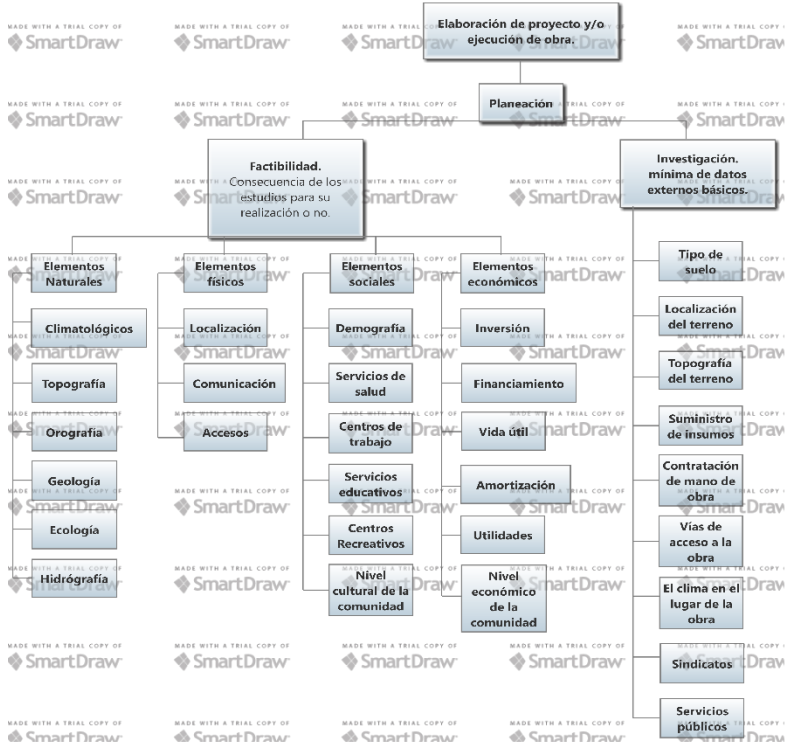 Elaboración de proyecto y/o
ejecución de obra.
Planeación
Factibilidad.
Consecuencia de los
estudios para su
realización o no.
Investigación.
mínima de datos
externos básicos.
Elementos
Naturales
Climatológicos
Topografía
Orografía
Geología
Ecología
Hidrógráfía
Elementos
físicos
Localización
Comunicación
Accesos
Elementos
sociales
Demografía
Servicios de
salud
Centros de
trabajo
Servicios
educativos
Centros
Recreativos
Nivel
cultural de la
comunidad
Elementos
económicos
Inversión
Financiamiento
Vida útil
Amortización
Utilidades
Nivel
económico
de la
comunidad
Tipo de
suelo
Localización
del terreno
Topografía
del terreno
Suministro
de insumos
Contratación
de mano de
obra
Vías de
acceso a la
obra
El clima en el
lugar de la
obra
Sindicatos
Servicios
públicos
MADE WITH A TRIAL COPY OF
SmartDraw